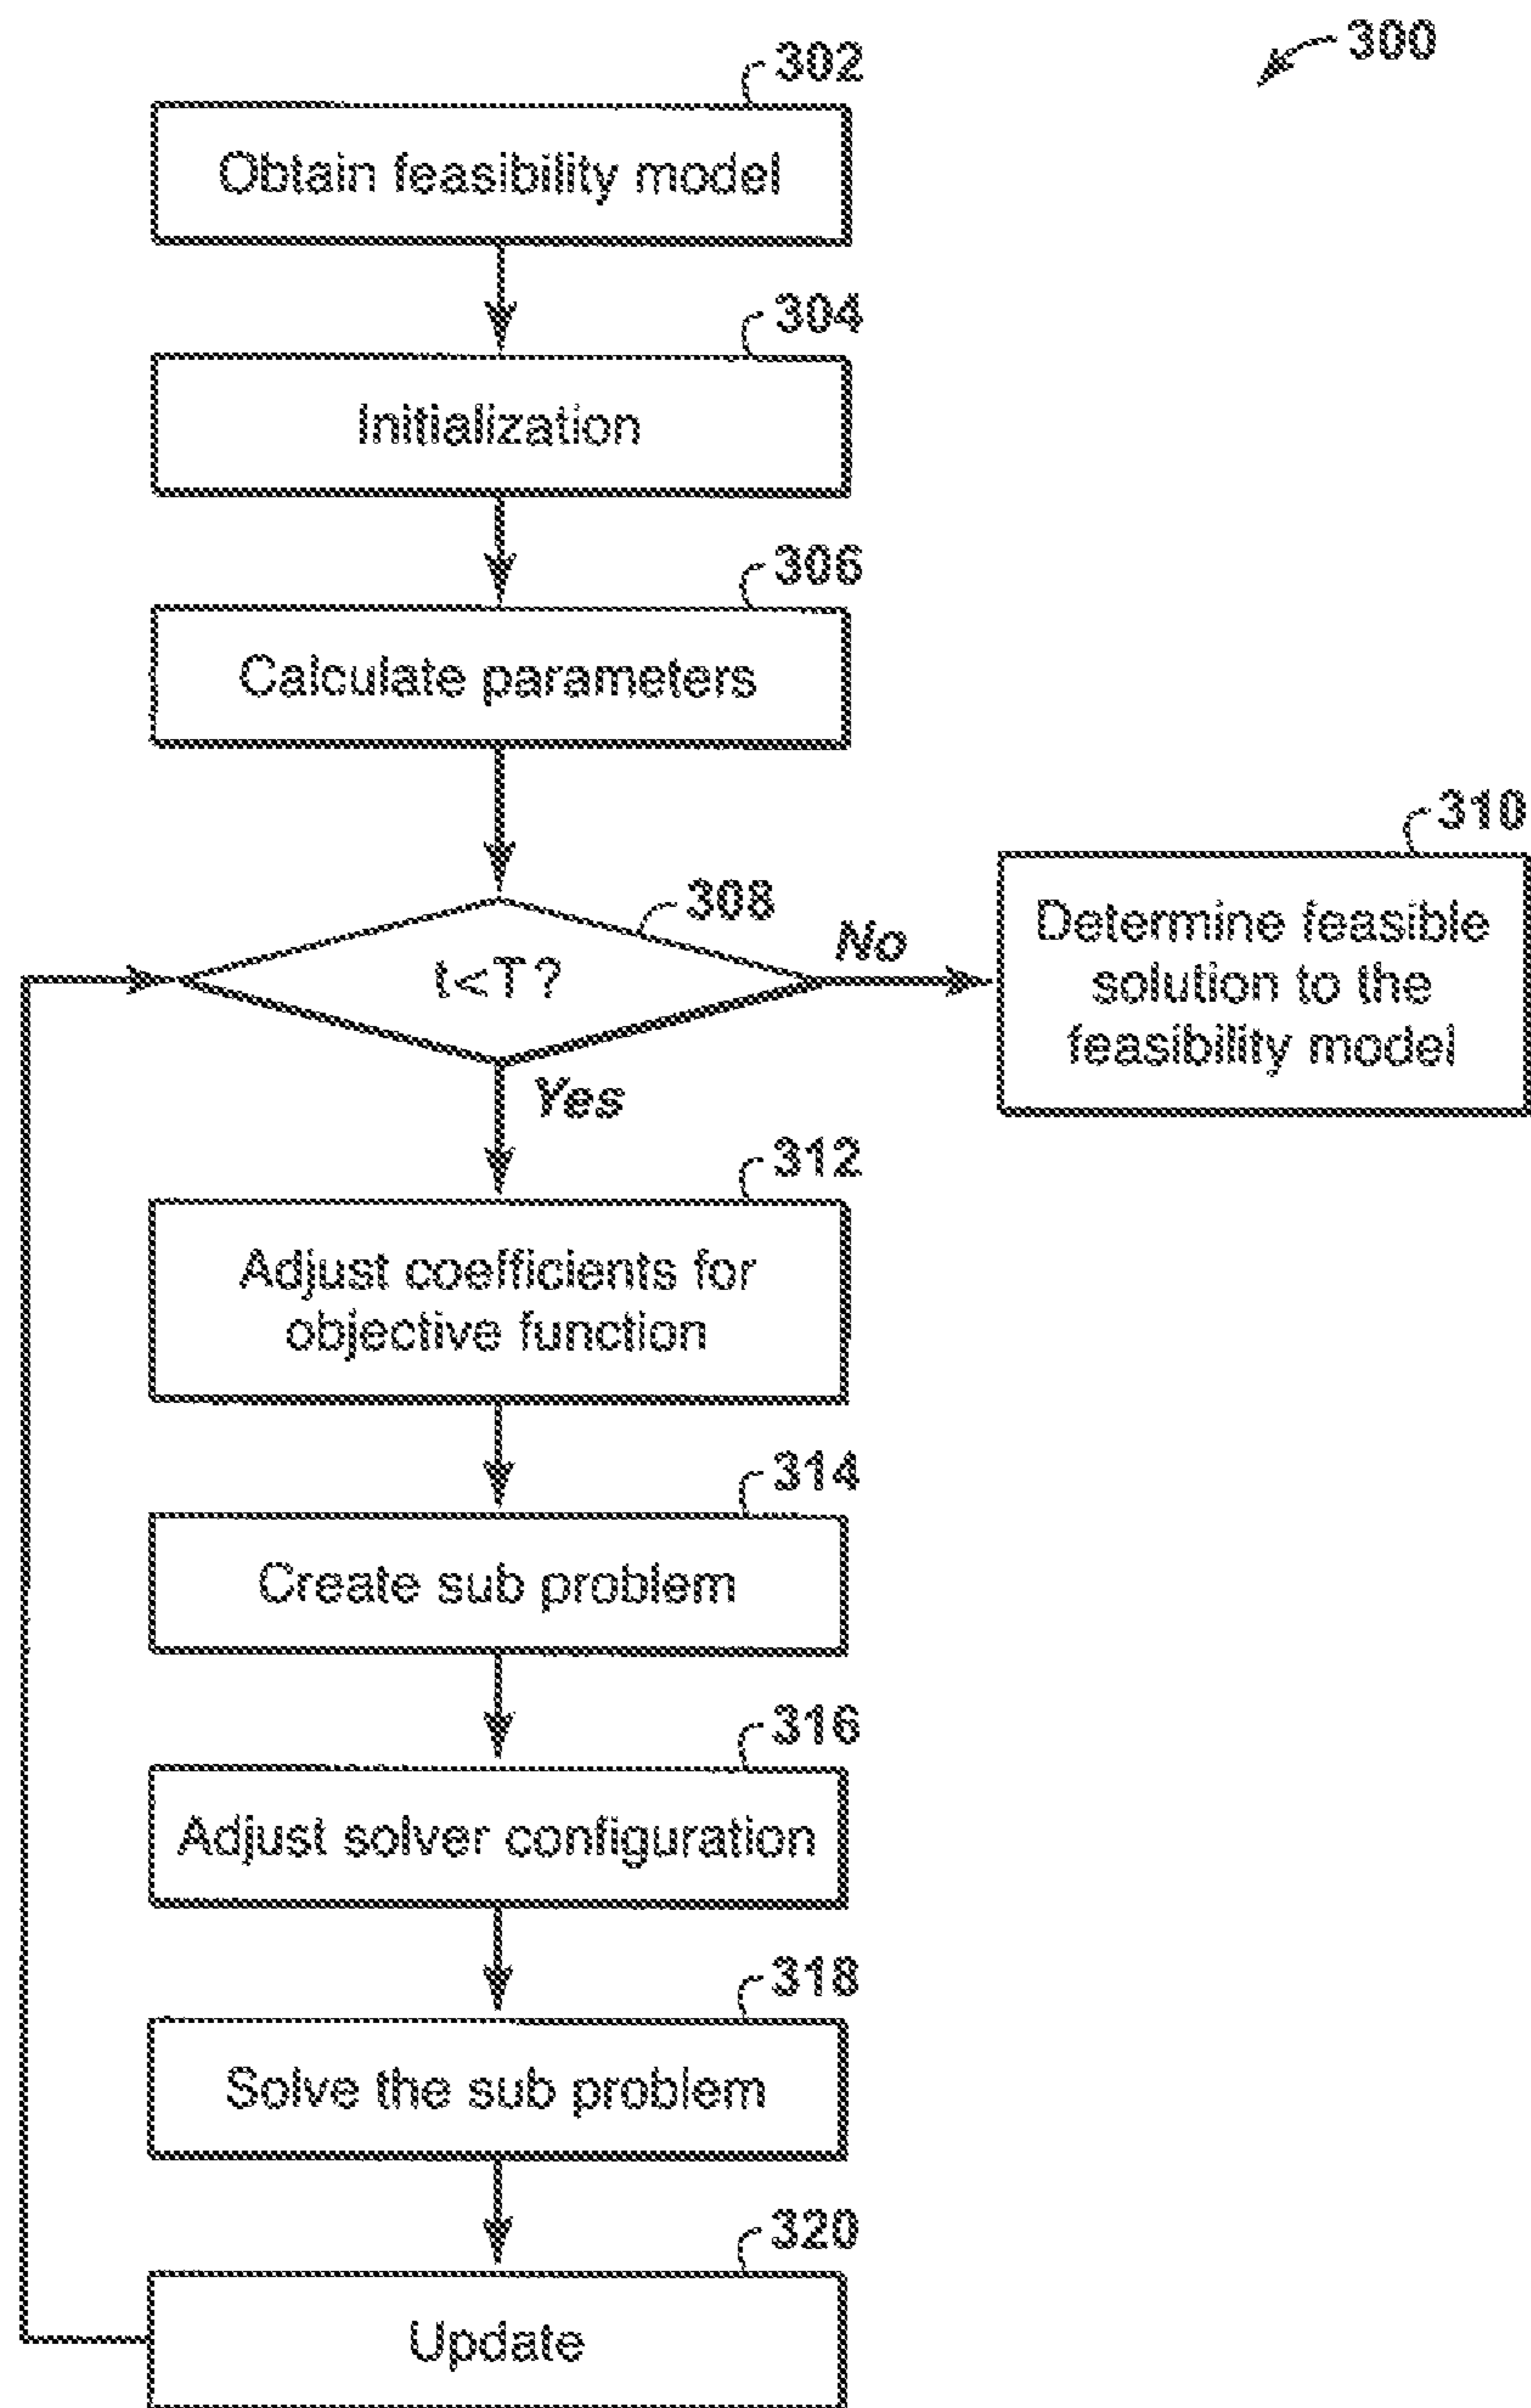 300
302
Obtain feasibility model
304
Initialization
306
Calculate parameters
308
t<T?
No
310
Determine feasible
solution to the
feasibility model
Yes
312
Adjust coefficients for
objective function
314
Create sub problem
316
Adjust solver configuration
318
Solve the sub problem
320
Update